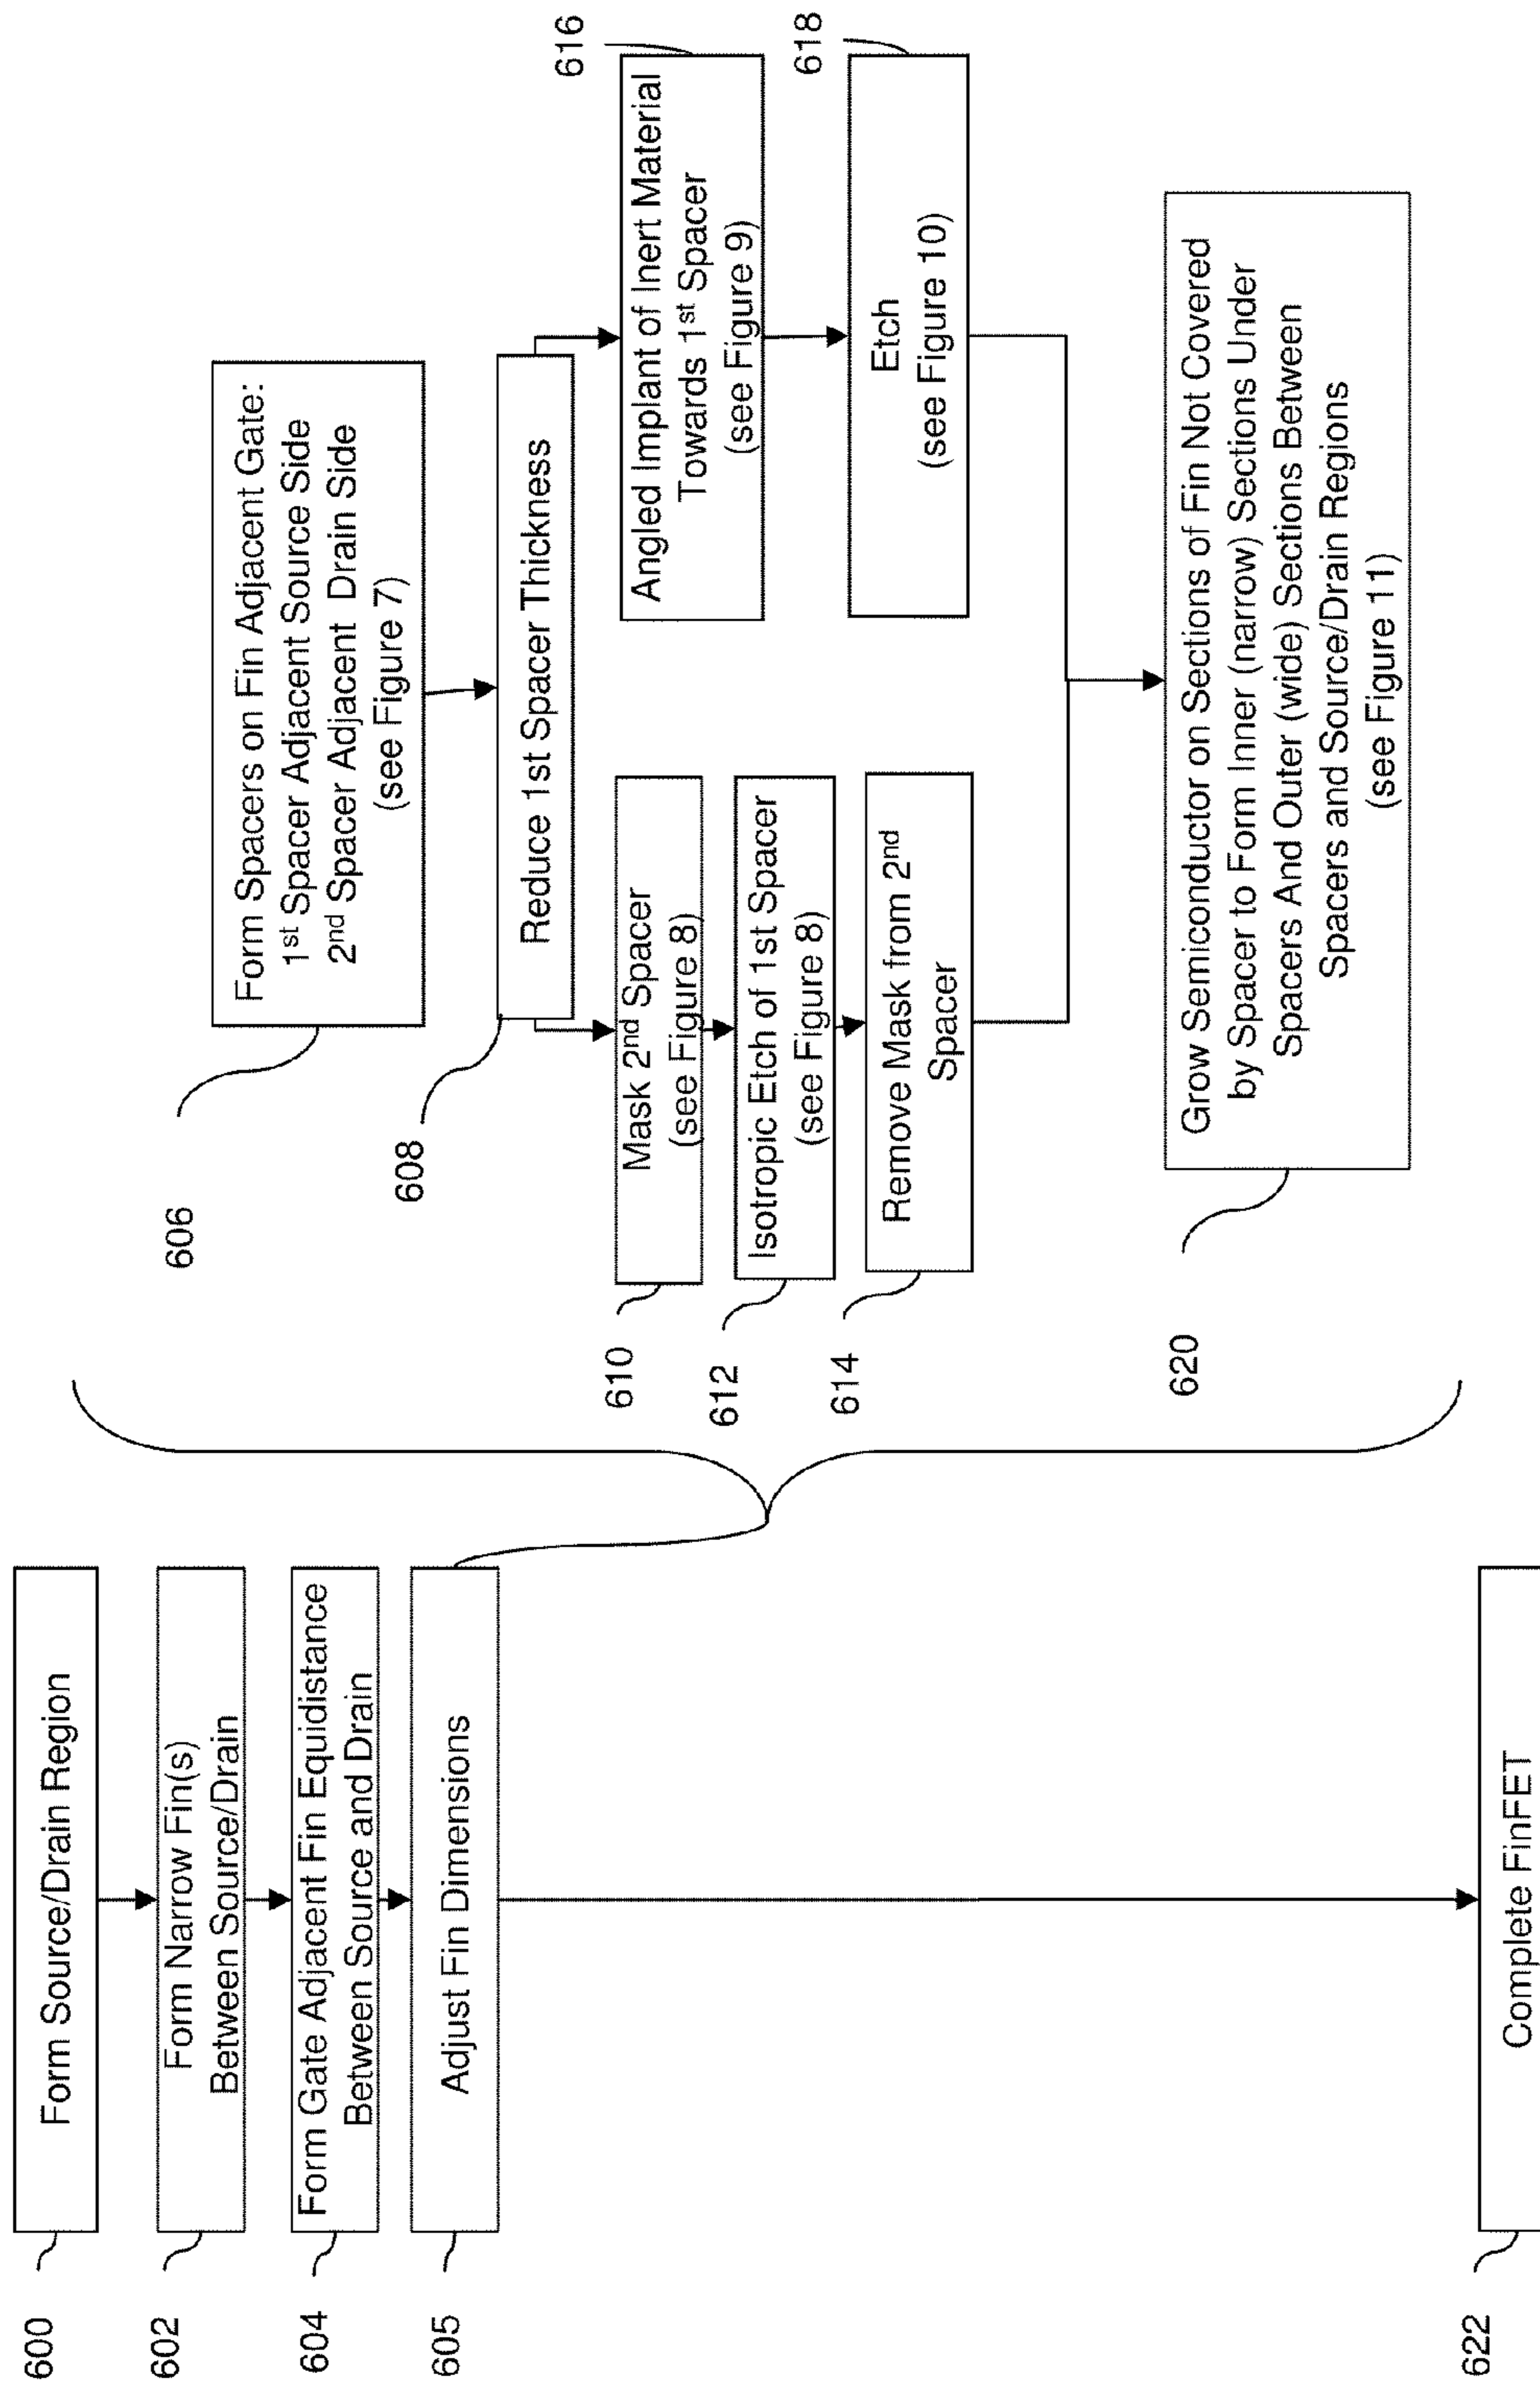 600
Form Source/Drain Region
602
Form Narrow Fin(s)
Between Source/Drain
604
Form Gate Adjacent Fin Equidistance
Between Source and Drain
605
Adjust Fin Dimensions
606
Form Spacers on Fin Adjacent Gate:
1st Spacer Adjacent Source Side
2nd Spacer Adjacent Drain Side
(see Figure 7)
608
Reduce 1st Spacer Thickness
610
Mask 2nd Spacer
(see Figure 8)
612
Isotropic Etch of 1st Spacer
(see Figure 8)
614
Remove Mask from 2nd
Spacer
616
Angled Implant of Inert Material
Towards 1st Spacer
(see Figure 9)
618
Etch
(see Figure 10)
620
Grow Semiconductor on Sections of Fin Not Covered
by Spacer to Form Inner (narrow) Sections Under
Spacers And Outer (wide) Sections Between
Spacers and Source/Drain Regions
(see Figure 11)
622
Complete FinFET